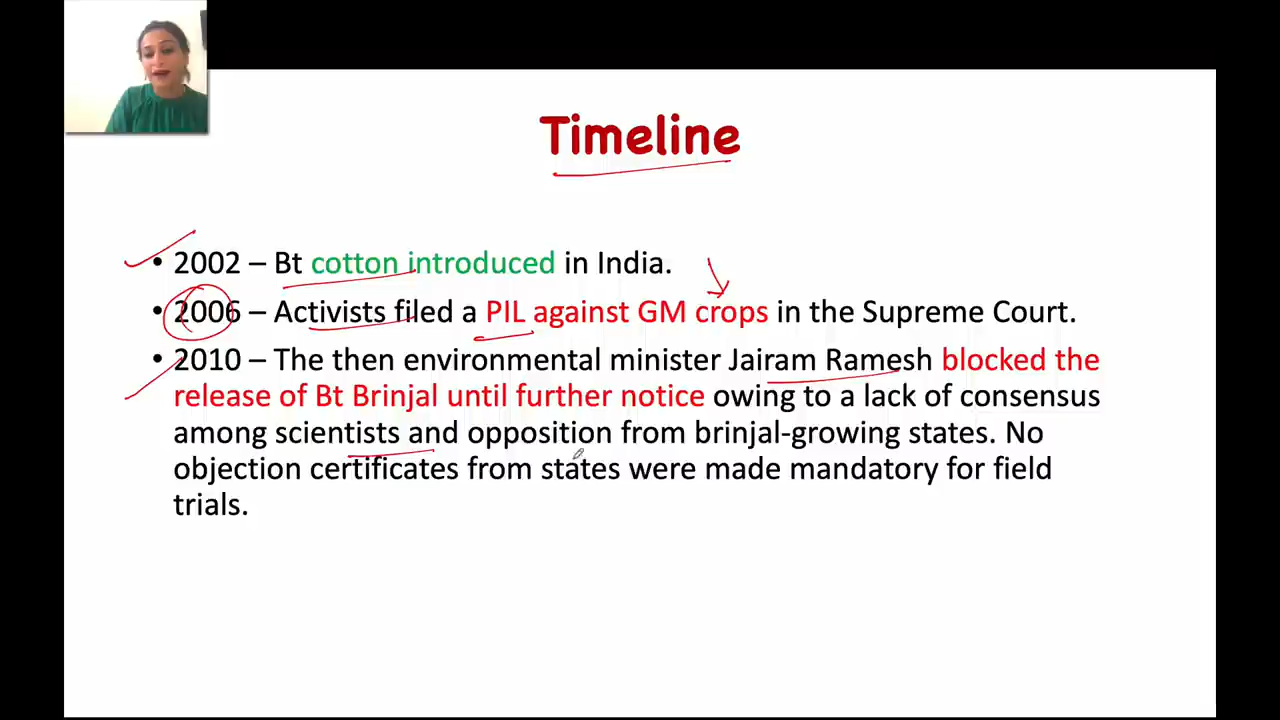 Timeline
• 2002 – Bt cotton introduced in India.
• 2006 – Activists filed a PIL against GM crops in the Supreme Court.
• 2010 – The then environmental minister Jairam Ramesh blocked the
release of Bt Brinjal until further notice owing to a lack of consensus
among scientists and opposition from brinjal-growing states. No
objection certificates from states were made mandatory for field
trials.